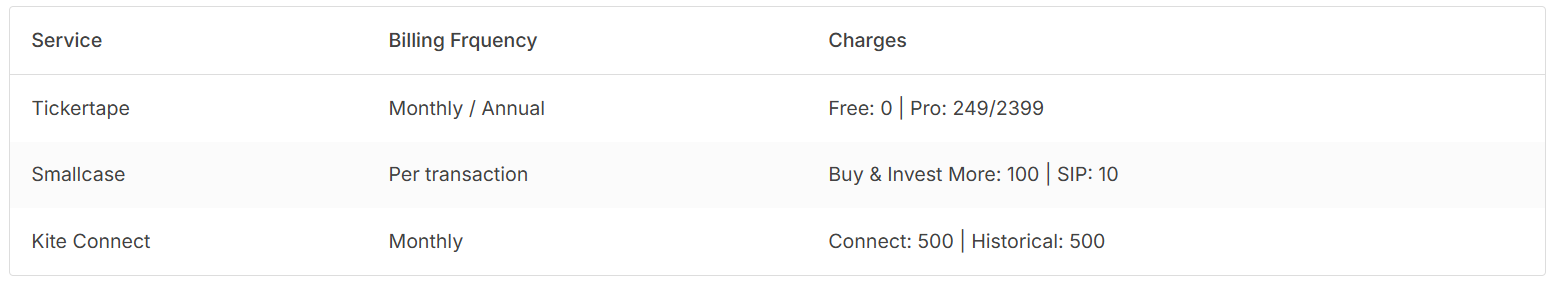 Service Billing Frquency Charges
Tickertape Monthly / Annual Free: 0 | Pro: 249/2399
Smallcase Per transaction Buy & Invest More: 100 | SIP: 10
Kite Connect Monthly Connect: 500 | Historical: 500